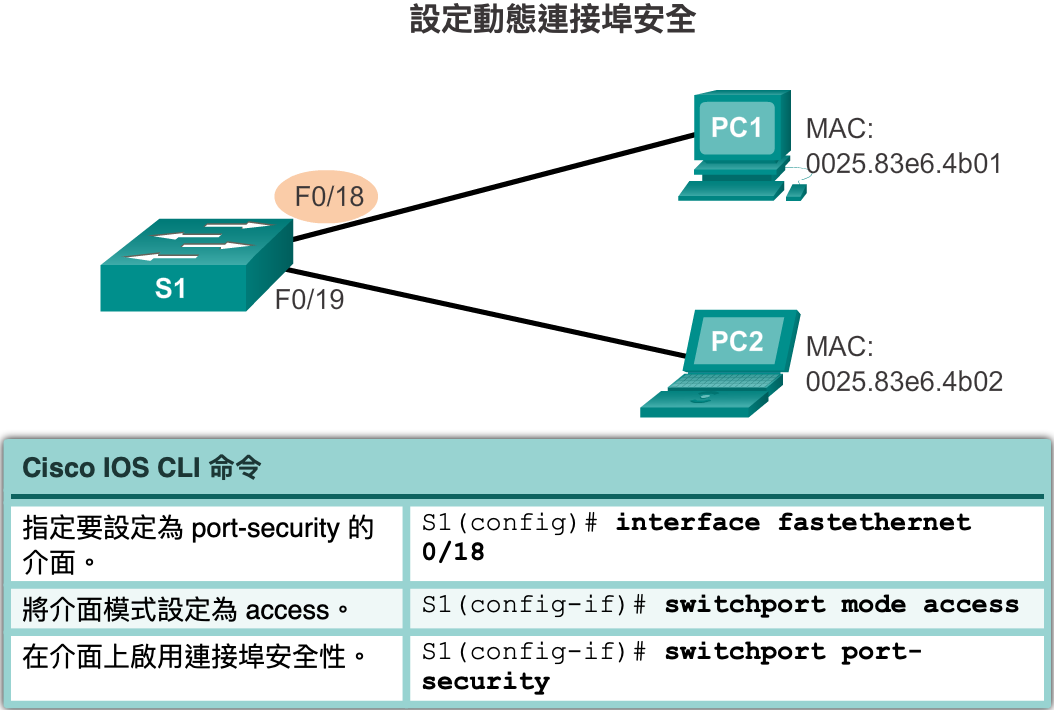 設定動態連接埠安全
PC1
MAC:
0025.83e6.4b01
F0/18
S1
F0/19
PC2
MAC:
0025.83e6.4b02
Cisco IOS CLI 命令
指定要設定為 port-security 的
介面。
S1(config)# interface fastethernet
0/18
將介面模式設定為 access。
S1(config-if)# switchport mode access
在介面上啟用連接埠安全性。
S1(config-if)# switchport port-
security